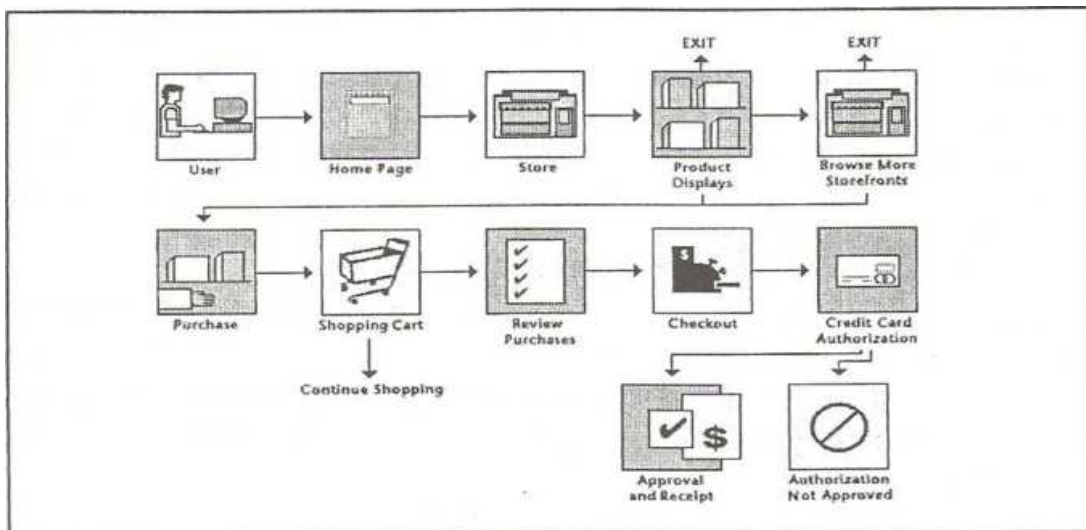 EXIT
EXIT
User
Home Page
Store
Product
Displays
Browse More
Storefronts
Purchase
Shopping Cart
Review
Purchases
$
Checkout
Credit Card
Authorization
Continue Shopping
$
Approval
and Receipt
Authorization
Not Approved